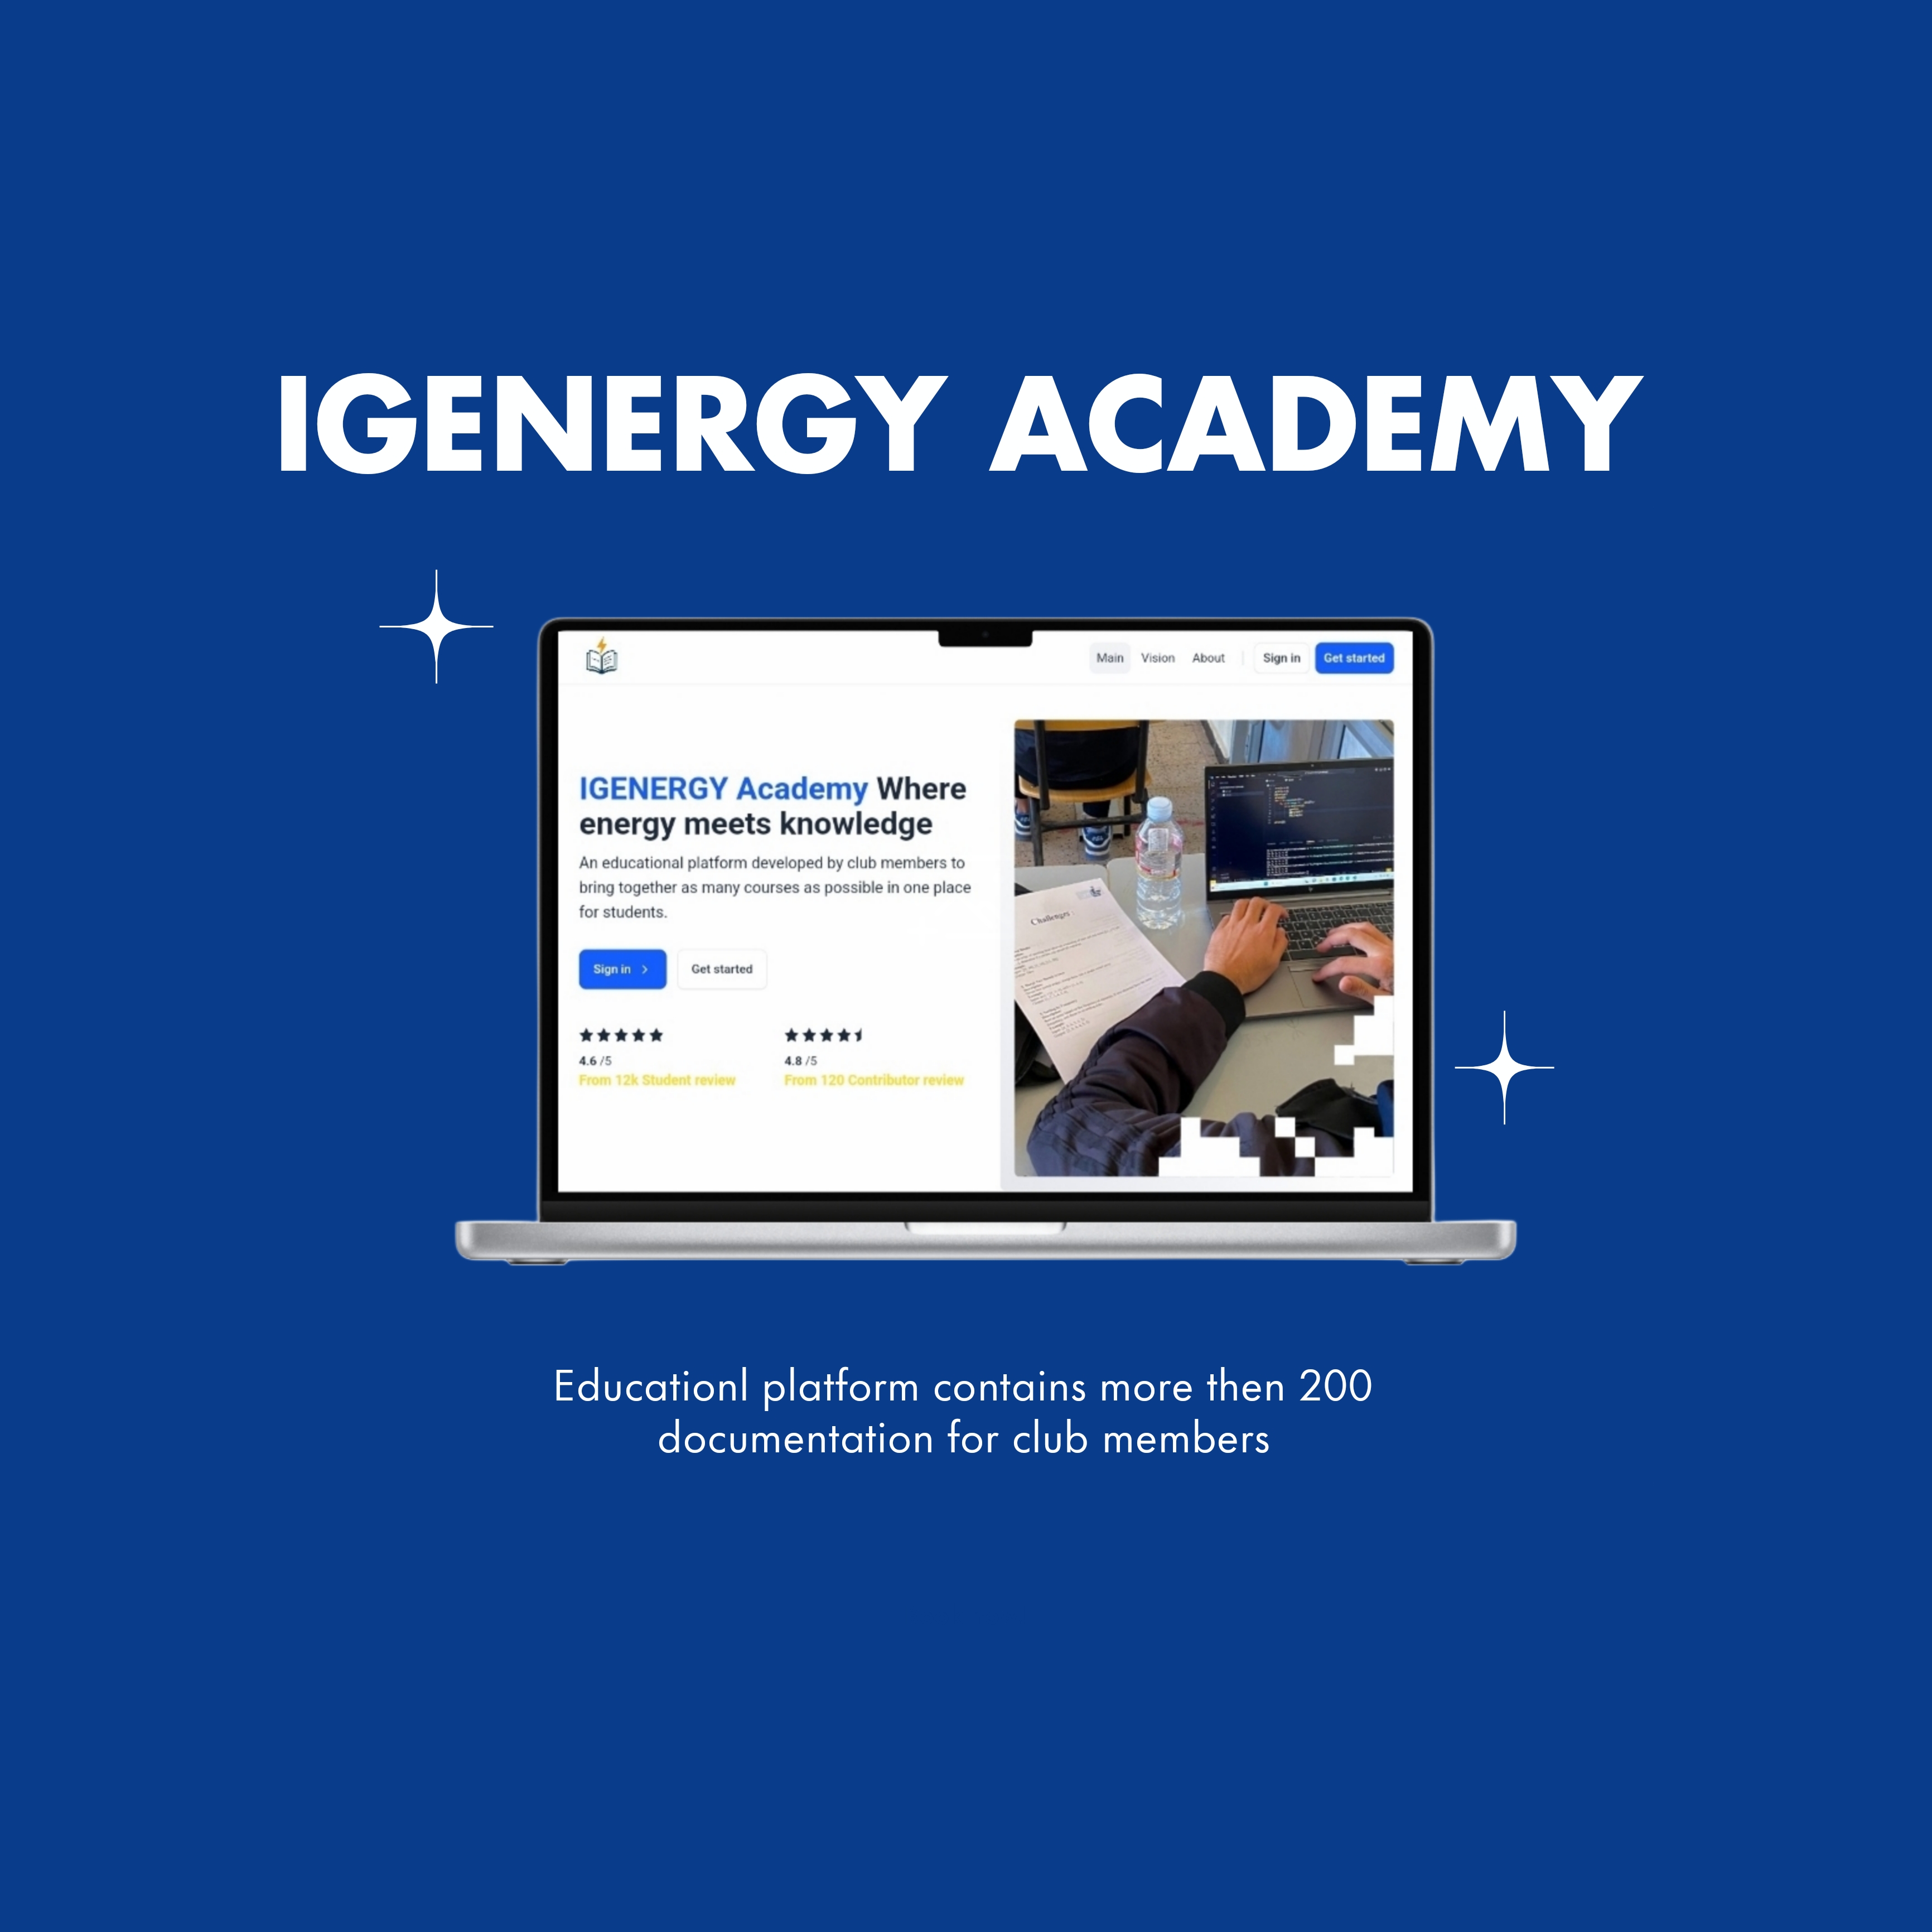 IGENERGY ACADEMY
Main Vision About Sign in Get started
IGENERGY Academy Where
energy meets knowledge
An educational platform developed by club members to
bring together as many courses as possible in one place
for students.
Sign in Get started
4.6 /5 4.8 /5
From 12k Student review From 120 Contributor review
Challenges
Educationl platform contains more then 200
documentation for club members